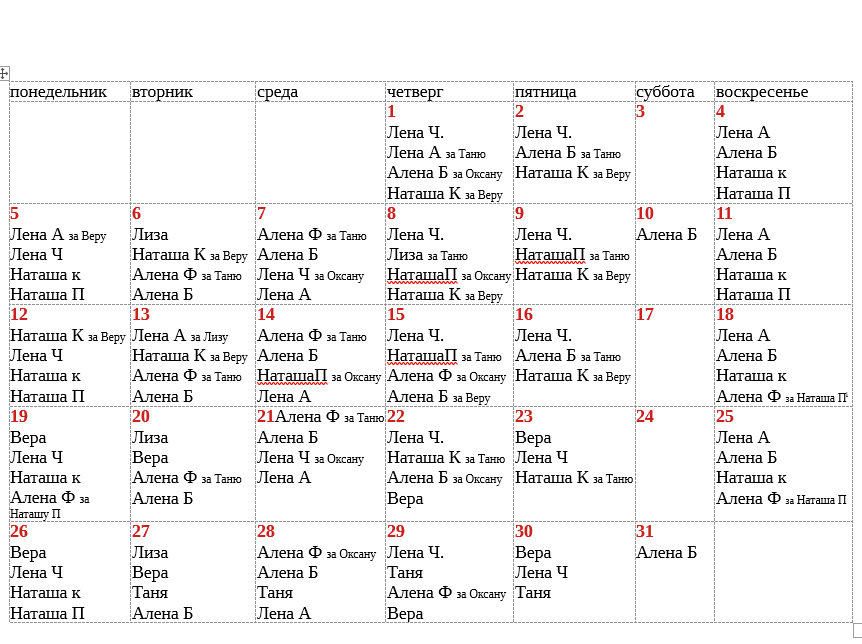 понедельник вторник среда четверг пятница суббота воскресенье
1
Лена Ч.
Лена А за Таню
Алена Б за Оксану
Наташа К за Веру
2
Лена Ч.
Алена Б за Таню
Наташа К за Веру
3
4
Лена А
Алена Б
Наташа к
Наташа П
5
Лена А за Веру
Лена Ч
Наташа к
Наташа П
6
Лиза
Наташа К за Веру
Алена Ф за Таню
Алена Б
7
Алена Ф за Таню
Алена Б
Лена Ч за Оксану
Лена А
8
Лена Ч.
Лиза за Таню
НаташаП за Оксану
Наташа К за Веру
9
Лена Ч.
НаташаП за Таню
Наташа К за Веру
10
Алена Б
11
Лена А
Алена Б
Наташа к
Наташа П
12
Наташа К за Веру
Лена Ч
Наташа к
Наташа П
13
Лена А за Лизу
Наташа К за Веру
Алена Ф за Таню
Алена Б
14
Алена Ф за Таню
Алена Б
НаташаП за Оксану
Лена А
15
Лена Ч.
НаташаП за Таню
Алена Ф за Оксану
Алена Б за Веру
16
Лена Ч.
Алена Б за Таню
Наташа К за Веру
17
18
Лена А
Алена Б
Наташа к
Алена Ф за Наташа П
19
Вера
Лена Ч
Наташа к
Алена Ф за
Наташу П
20
Лиза
Вера
Алена Ф за Таню
Алена Б
21Алена Ф за Таню
Алена Б
Лена Ч за Оксану
Лена А
22
Лена Ч.
Наташа К за Таню
Алена Б за Оксану
Вера
23
Вера
Лена Ч
Наташа К за Таню
24
25
Лена А
Алена Б
Наташа к
Алена Ф за Наташа П
26
Вера
Лена Ч
Наташа к
Наташа П
27
Лиза
Вера
Таня
Алена Б
28
Алена Ф за Оксану
Алена Б
Таня
Лена А
29
Лена Ч.
Таня
Алена Ф за Оксану
Вера
30
Вера
Лена Ч
Таня
31
Алена Б